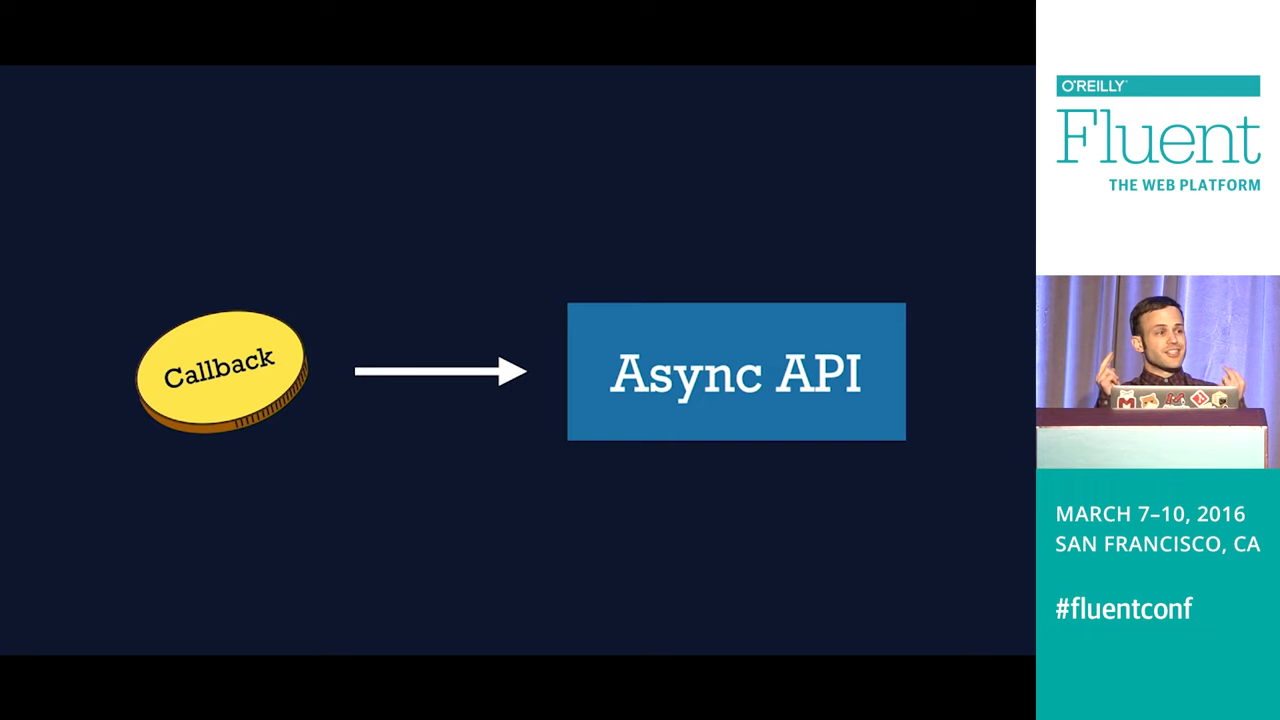 Callback
Async API
O'REILLY
Fluent
THE WEB PLATFORM
MARCH 7–10, 2016
SAN FRANCISCO, CA
#fluentconf